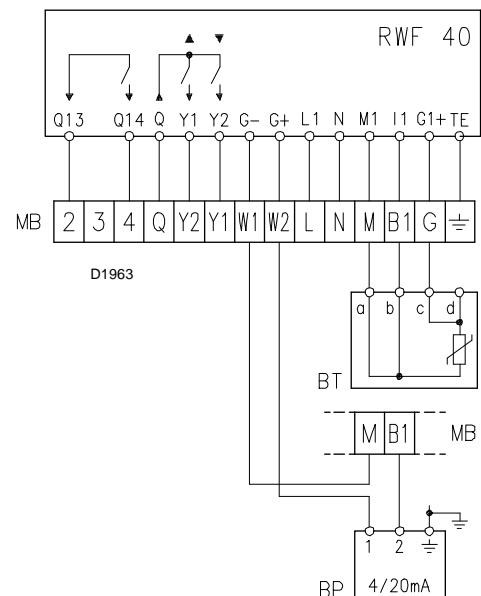 RWF 40
Q13 Q14 Q Y1 Y2 G- G+ L1 N M1 I1 G1+ TE
MB 2 3 4 Q Y2 Y1 W1 W2 L N M B1 G
D1963
a b c d
BT
M B1 MB
1 2
BP 4/20mA